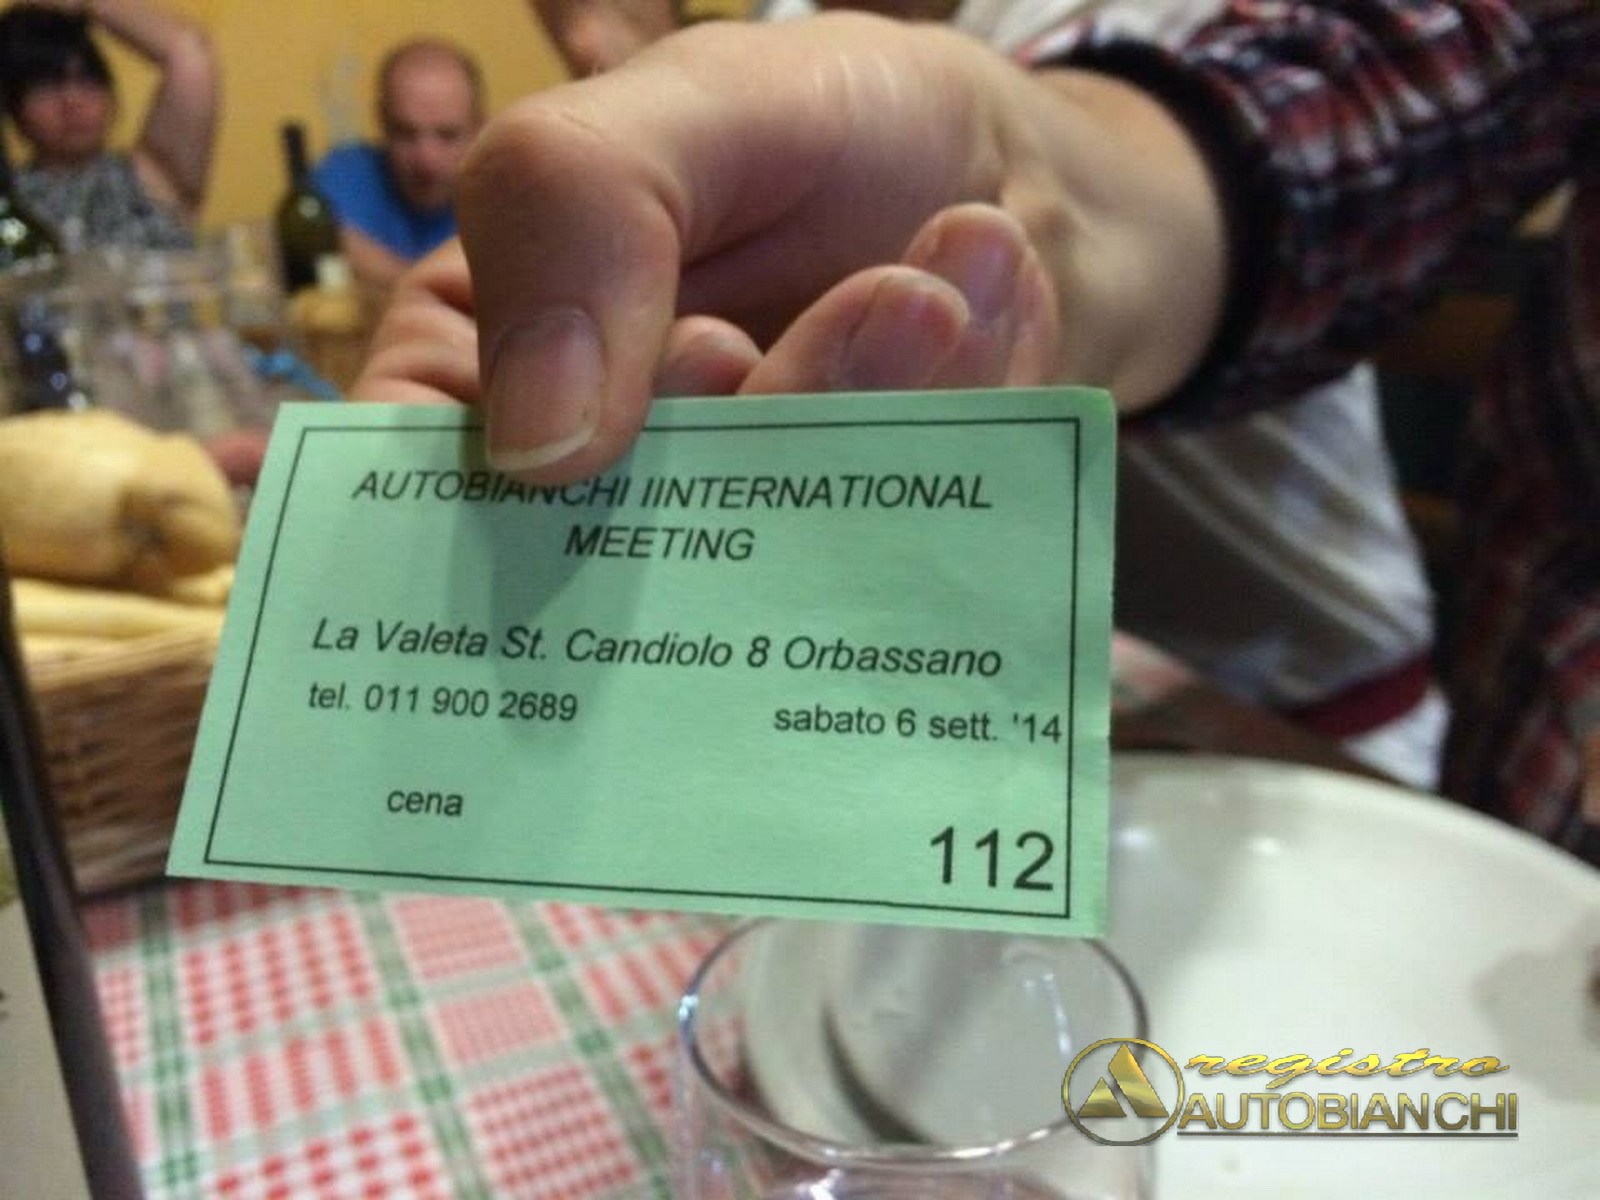 AUTOBIANCHI IINTERNATIONAL
MEETING
La Valeta St. Candiolo 8 Orbassano
tel. 011 900 2689
sabato 6 sett. '14
cena
112
registro
AUTOBIANCHI